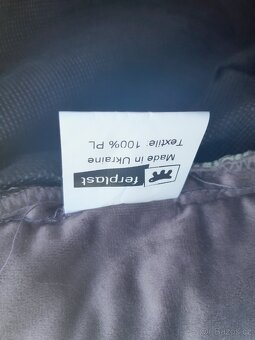 ferplast
Made in Ukraine
Textile: 100% PL